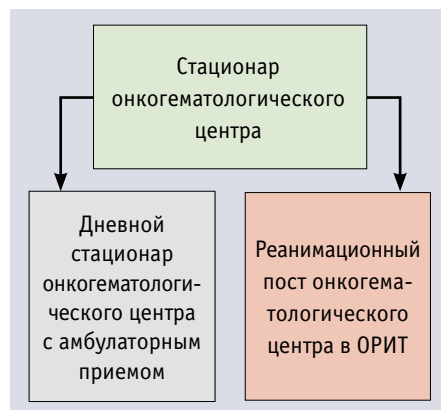 Стационар
онкогематологического
центра
Дневной
стационар
онкогематологи-
ческого центра
с амбулаторным
приемом
Реанимационный
пост онкогема-
тологического
центра в ОРИТ